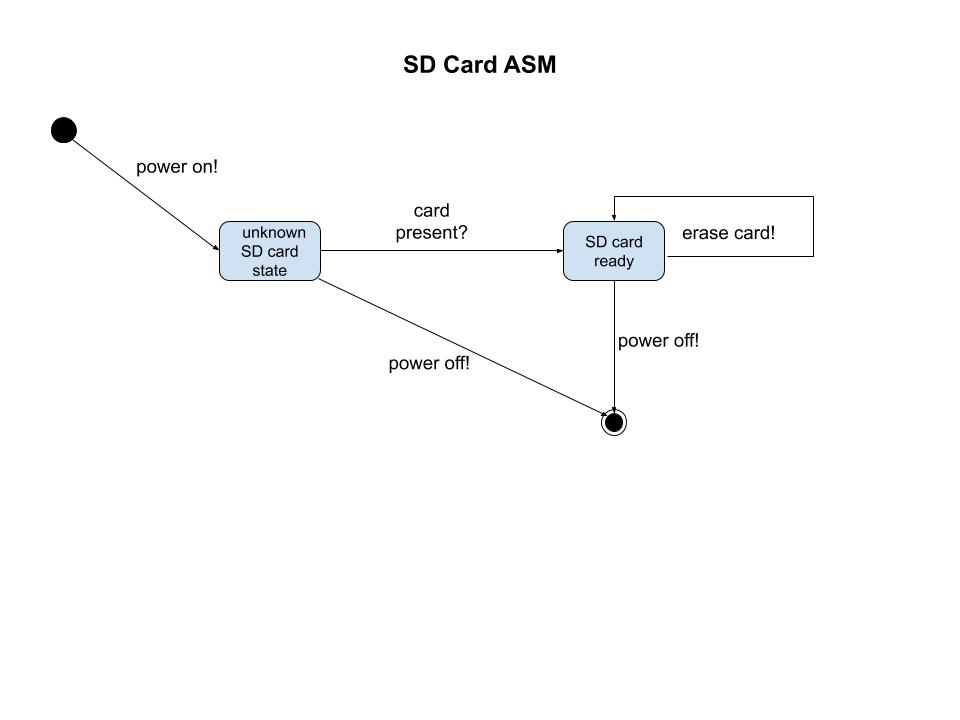 SD Card ASM
power on!
card
present?
unknown
SD card
state
SD card
ready
erase card!
power off!
power off!